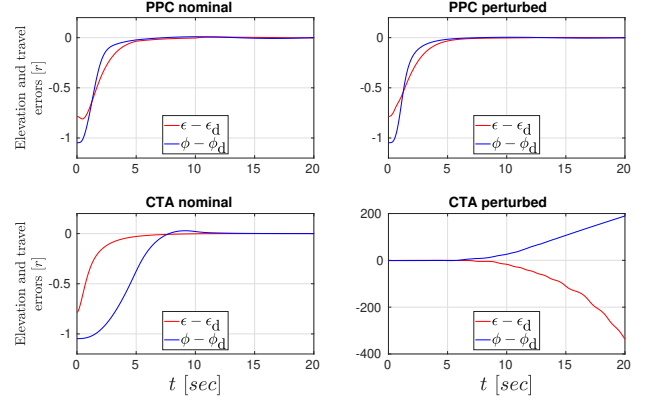 PPC nominal
PPC perturbed
Elevation and travel
errors [r]
0
-0.5
-1
0 5 10 15 20
ϵ − ϵd
ϕ − ϕd
0
-0.5
-1
0 5 10 15 20
ϵ − ϵd
ϕ − ϕd
CTA nominal
CTA perturbed
Elevation and travel
errors [r]
0
-0.5
-1
0 5 10 15 20
ϵ − ϵd
ϕ − ϕd
t [sec]
200
0
-200
-400
0 5 10 15 20
ϵ − ϵd
ϕ − ϕd
t [sec]